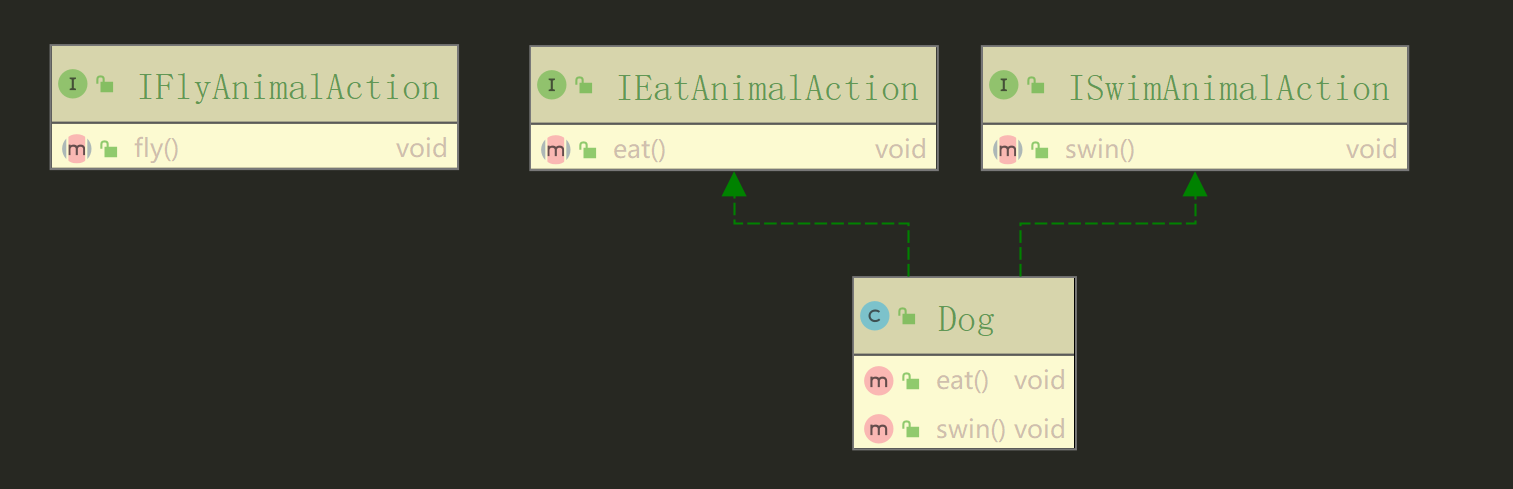 I IFlyAnimalAction
m fly() void
I IEatAnimalAction
m eat() void
I ISwimAnimalAction
m swin() void
C Dog
m eat() void
m swin() void